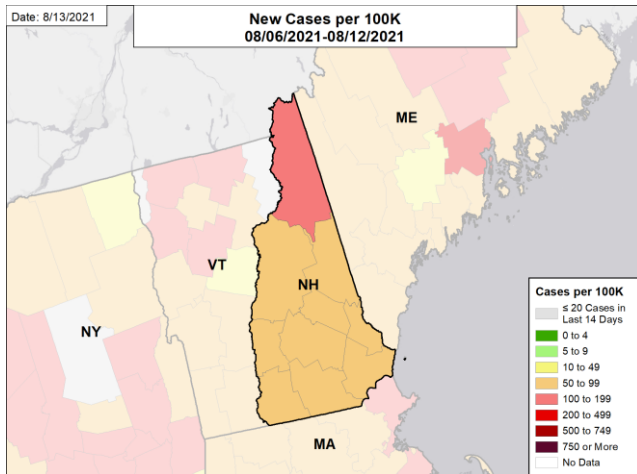 Date: 8/13/2021
New Cases per 100K
08/06/2021-08/12/2021
ME
VT
NH
NY
MA
Cases per 100K
≤ 20 Cases in
Last 14 Days
0 to 4
5 to 9
10 to 49
50 to 99
100 to 199
200 to 499
500 to 749
750 or More
No Data